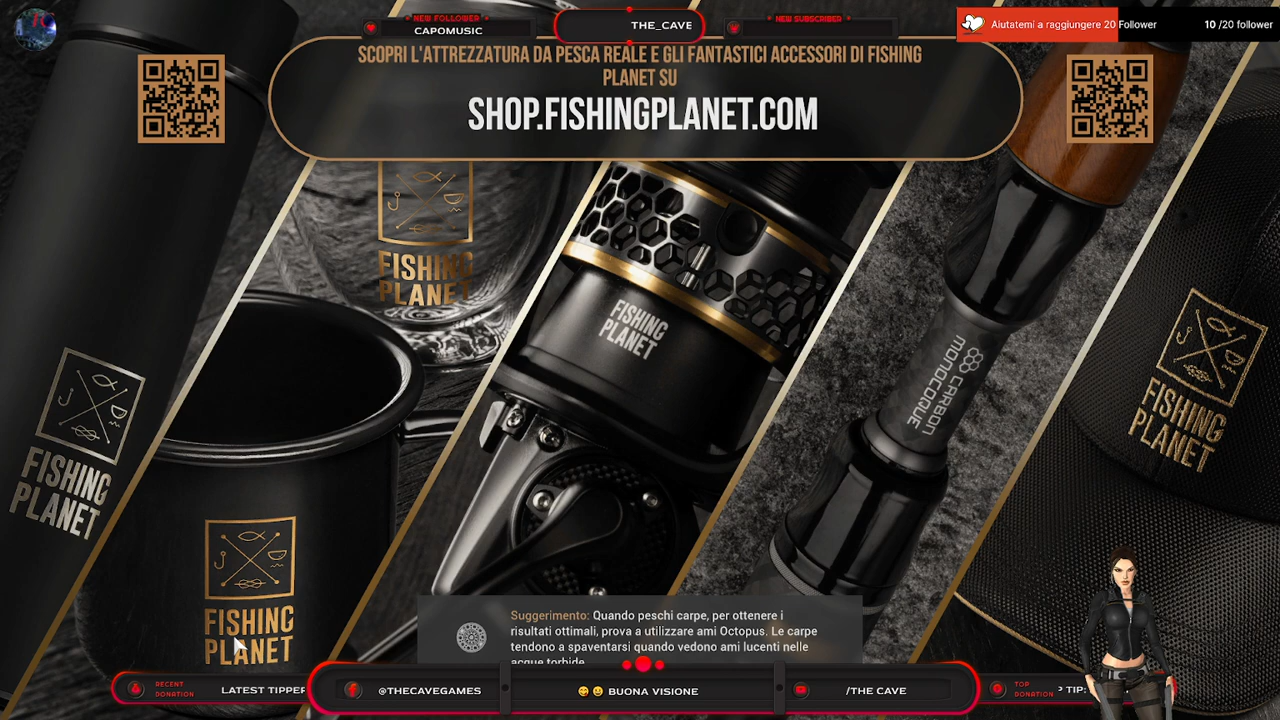 NEW FOLLOWER
CAPOMUSIC
THE_CAVE
NEW SUBSCRIBER
Aiutatemi a raggiungere 20 Follower
10 /20 follower
SCOPRI L'ATTREZZATURA DA PESCA REALE E GLI FANTASTICI ACCESSORI DI FISHING
PLANET SU
SHOP.FISHINGPLANET.COM
FISHING
PLANET
FISHING
PLANET
FISHING
PLANET
CARBON
MONOCOQUE
FISHING
PLANET
FISHING
PLANET
Suggerimento: Quando peschi carpe, per ottenere i
risultati ottimali, prova a utilizzare ami Octopus. Le carpe
tendono a spaventarsi quando vedono ami lucenti nelle
acque torbide.
RECENT
DONATION
LATEST TIPPER
@THECAVEGAMES
😋 😃 BUONA VISIONE
/THE CAVE
TOP
DONATION
TIP: